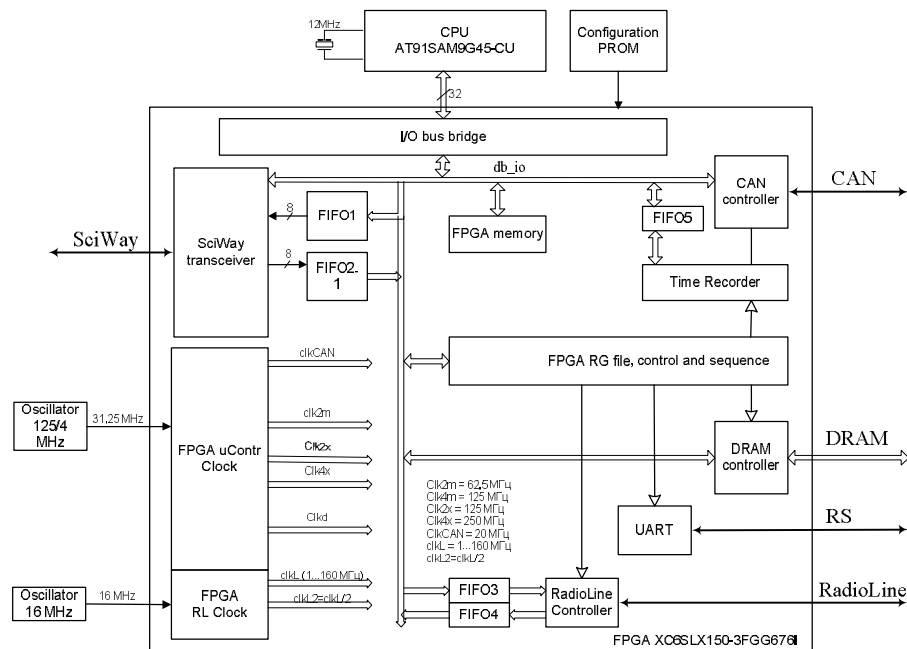 12MHz
CPU
AT91SAM9G45-CU
Configuration
PROM
32
I/O bus bridge
db_io
SciWay
SciWay
transceiver
8
FIFO1
8
FIFO2-
1
FPGA memory
FIFO5
CAN
controller
CAN
Time Recorder
FPGA RG file, control and sequence
Oscillator
125/4
MHz
31,25 MHz
FPGA uContr
Clock
clkCAN
clk2m
Clk2x
Clk4x
Clkd
Clk2m = 62,5 МГц
Clk4m = 125 МГц
Clk2x = 125 МГц
Clk4x = 250 МГц
ClkCAN = 20 МГц
clkL = 1...160 МГц
clkL2=clkL/2
DRAM
controller
DRAM
UART
RS
Oscillator
16 MHz
16 MHz
FPGA
RL Clock
clkL (1...160 МГц)
clkL2=clkL/2
FIFO3
FIFO4
RadioLine
Controller
RadioLine
FPGA XC6SLX150-3FGG676I